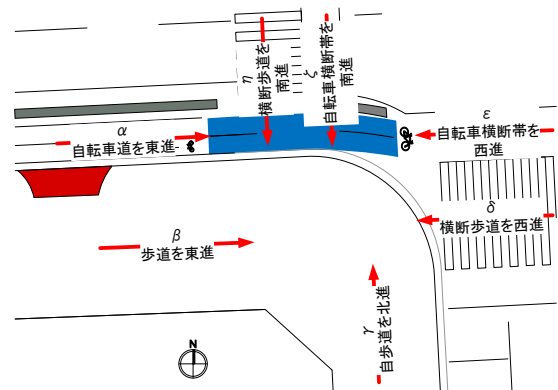 η
横断歩道を
南進
ζ
自転車横断帯を
南進
α
自転車道を東進
ε
自転車横断帯を
西進
δ
横断歩道を西進
β
歩道を東進
γ
自歩道を北進
N